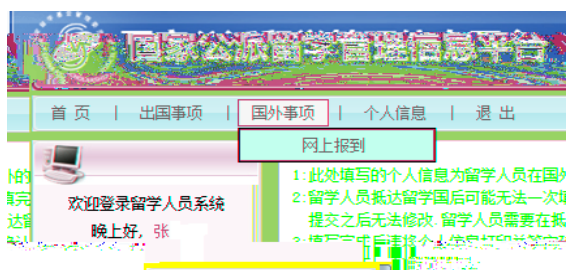 国家公派留学管理信息平台
首 页 | 出国事项 | 国外事项 | 个人信息 | 退 出
网上报到
欢迎登录留学人员系统
晚上好, 张
1:此处填写的个人信息为留学人员在国外
2:留学人员抵达留学国后可能无法一次填
提交之后无法修改.留学人员需要在抵